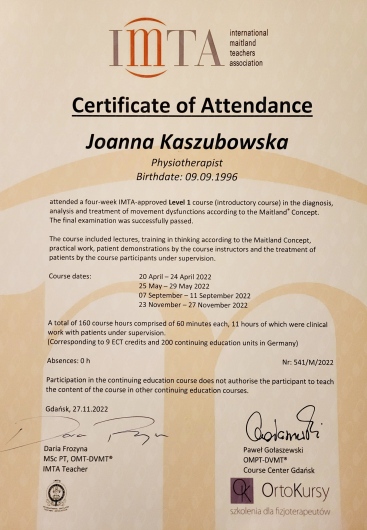 IMTA
international
maitland
teachers
association
Certificate of Attendance
Joanna Kaszubowska
Physiotherapist
Birthdate: 09.09.1996
attended a four-week IMTA-approved Level 1 course (introductory course) in the diagnosis,
analysis and treatment of movement dysfunctions according to the Maitland® Concept.
The final examination was successfully passed.
The course included lectures, training in thinking according to the Maitland Concept,
practical work, patient demonstrations by the course instructors and the treatment of
patients by the course participants under supervision.
Course dates:
20 April – 24 April 2022
25 May – 29 May 2022
07 September – 11 September 2022
23 November – 27 November 2022
A total of 160 course hours comprised of 60 minutes each, 11 hours of which were clinical
work with patients under supervision.
(Corresponding to 9 ECT credits and 200 continuing education units in Germany)
Absences: 0 h
Nr: 541/M/2022
Participation in the continuing education course does not authorise the participant to teach
the content of the course in other continuing education courses.
Gdańsk, 27.11.2022
Daria Frozyna
MSc PT, OMT-DVMT®
IMTA Teacher
Paweł Gołaszewski
OMPT-DVMT®
Course Center Gdańsk
OK OrtoKursy
szkolenia dla fizjoterapeutów